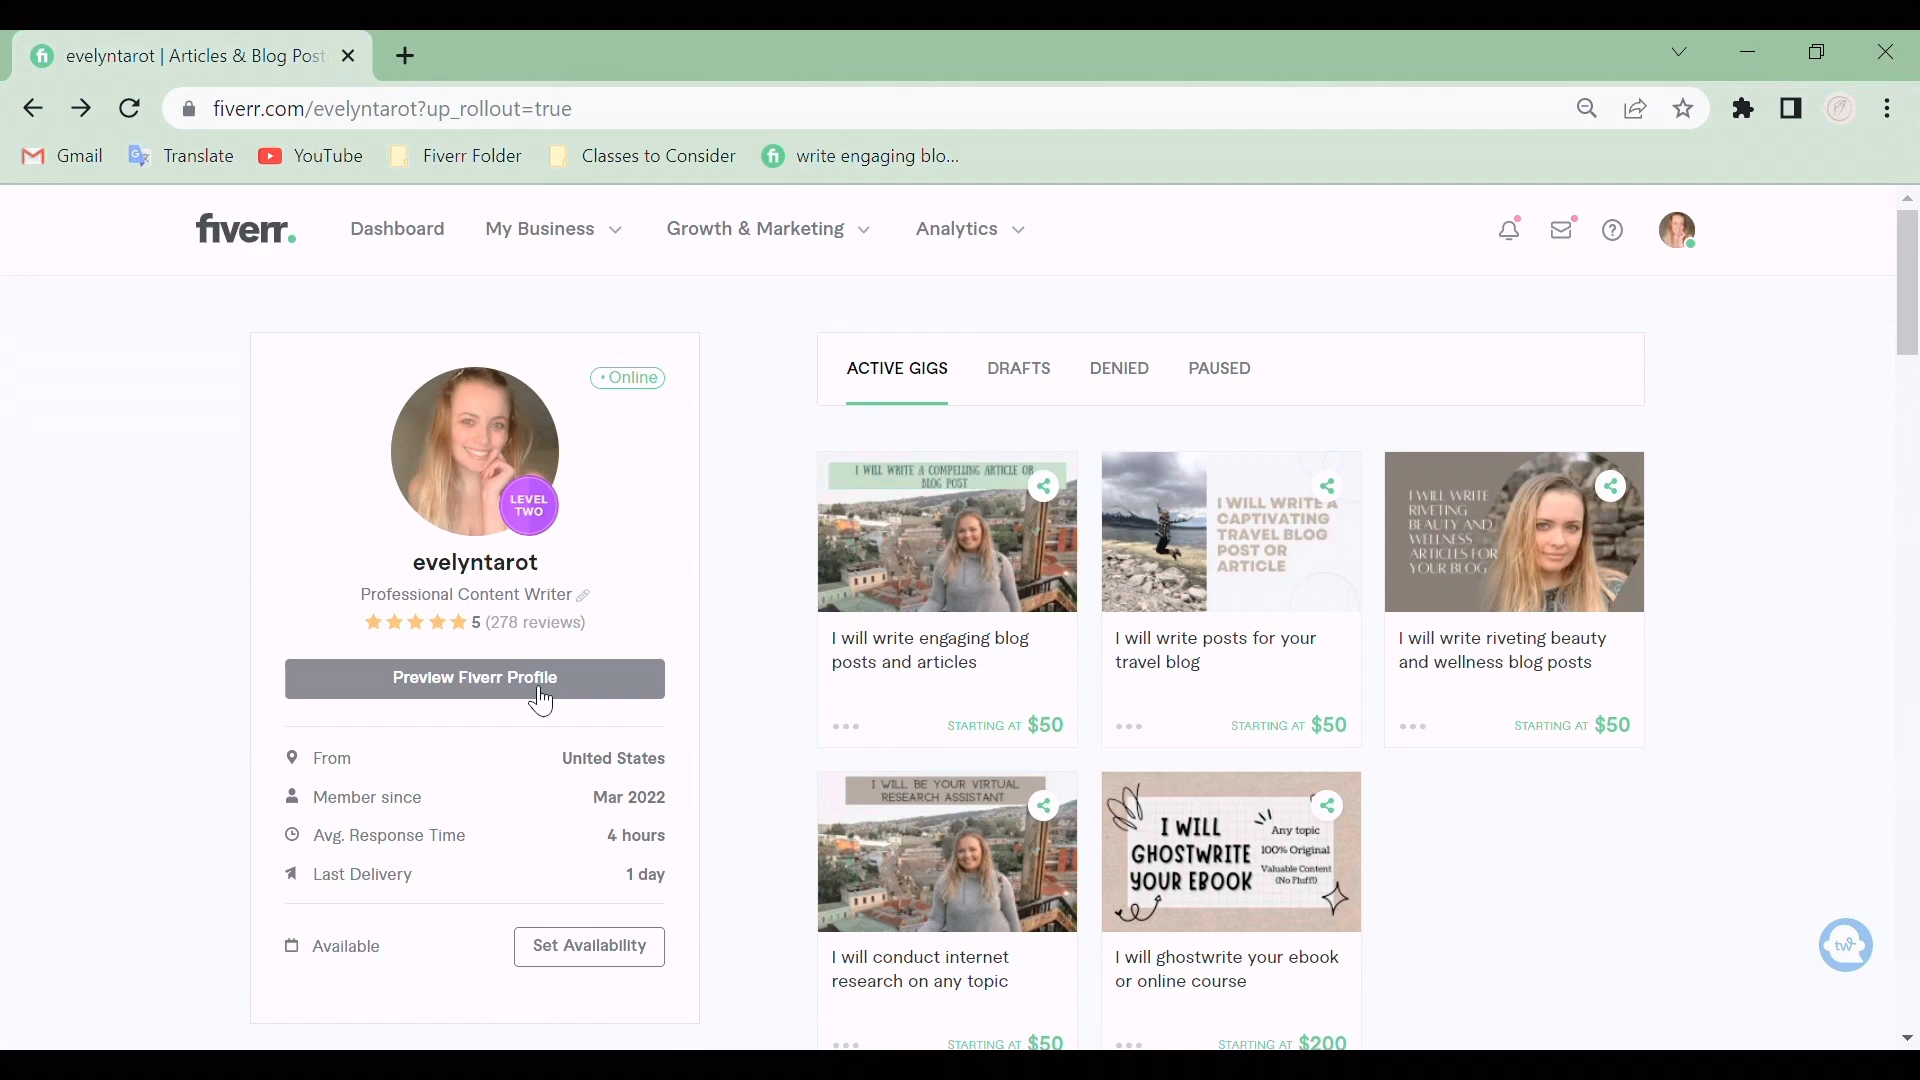 evelyntarot | Articles & Blog Post
fiverr.com/evelyntarot?up_rollout=true
Gmail Translate YouTube Fiverr Folder Classes to Consider write engaging blo...
fiverr. Dashboard My Business Growth & Marketing Analytics
Online
LEVEL
TWO
evelyntarot
Professional Content Writer
5 (278 reviews)
Preview Fiverr Profile
From United States
Member since Mar 2022
Avg. Response Time 4 hours
Last Delivery 1 day
Available Set Availability
ACTIVE GIGS DRAFTS DENIED PAUSED
I WILL WRITE A COMPELLING ARTICLE OR
BLOG POST
I will write engaging blog
posts and articles
STARTING AT $50
I WILL WRITE A
CAPTIVATING
TRAVEL BLOG
POST OR
ARTICLE
I will write posts for your
travel blog
STARTING AT $50
I WILL WRITE
RIVETING
BEAUTY AND
WELLNESS
ARTICLES FOR
YOUR BLOG
I will write riveting beauty
and wellness blog posts
STARTING AT $50
I WILL BE YOUR VIRTUAL
RESEARCH ASSISTANT
I will conduct internet
research on any topic
STARTING AT $50
I WILL
GHOSTWRITE
YOUR EBOOK
Any topic
100% Original
Valuable Content
(No Fluff!)
I will ghostwrite your ebook
or online course
STARTING AT $200
tw